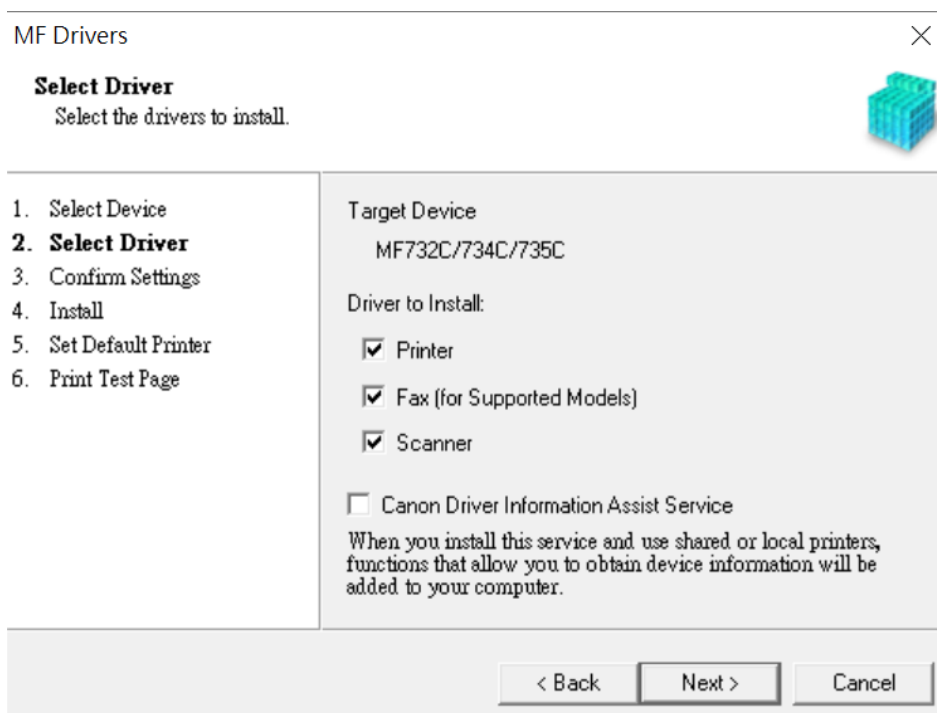 MF Drivers
Select Driver
Select the drivers to install.
1. Select Device
2. Select Driver
3. Confirm Settings
4. Install
5. Set Default Printer
6. Print Test Page
Target Device
MF732C/734C/735C
Driver to Install:
Printer
Fax (for Supported Models)
Scanner
Canon Driver Information Assist Service
When you install this service and use shared or local printers,
functions that allow you to obtain device information will be
added to your computer.
< Back
Next >
Cancel